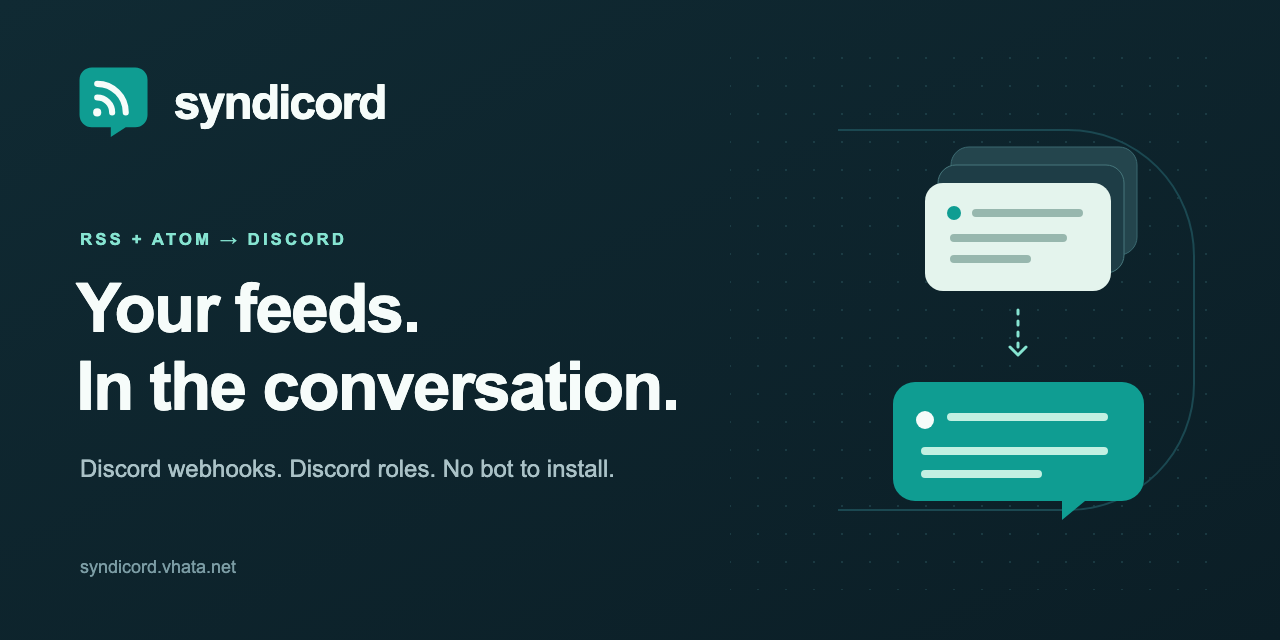 syndicord
RSS + ATOM → DISCORD
Your feeds.
In the conversation.
Discord webhooks. Discord roles. No bot to install.
syndicord.vhata.net